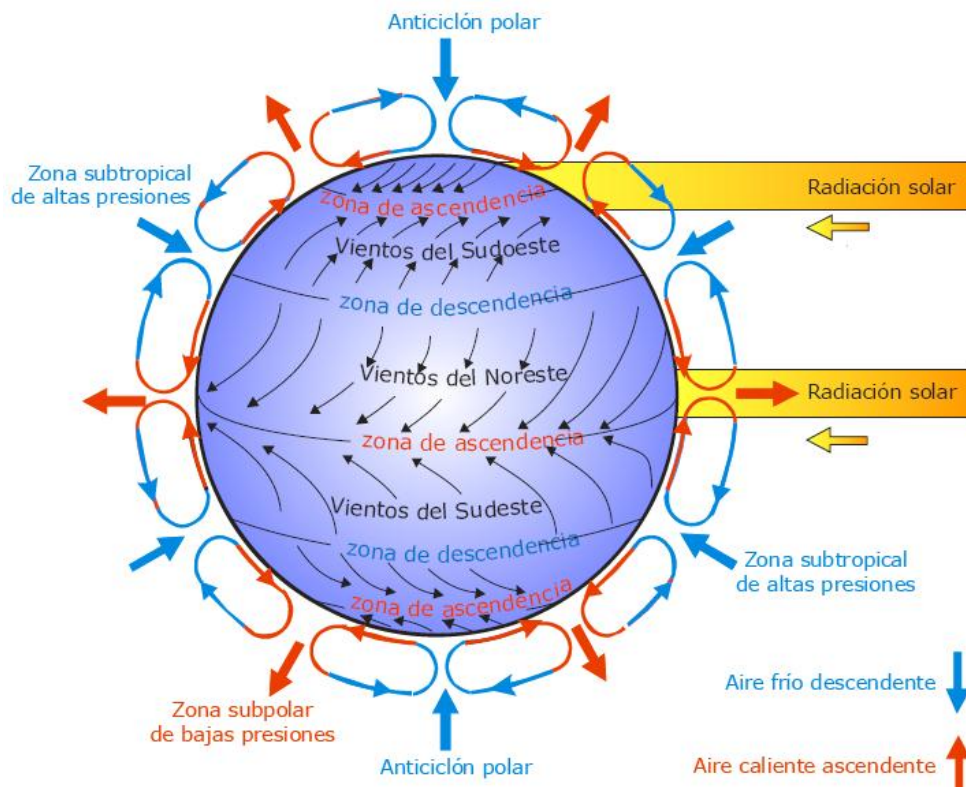 Anticiclón polar
Zona subtropical
de altas presiones
Radiación solar
zona de ascendencia
Vientos del Sudoeste
zona de descendencia
Vientos del Noreste
Radiación solar
zona de ascendencia
Vientos del Sudeste
zona de descendencia
Zona subtropical
de altas presiones
zona de ascendencia
Zona subpolar
de bajas presiones
Anticiclón polar
Aire frío descendente
Aire caliente ascendente